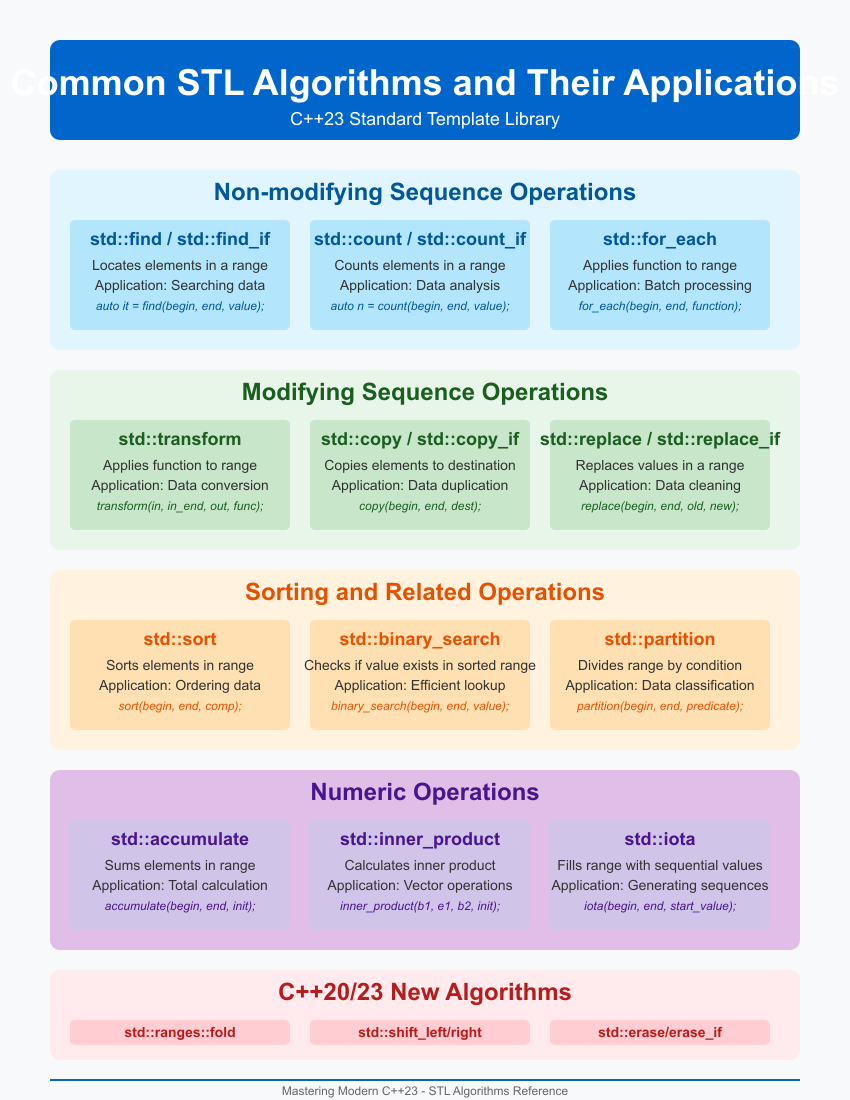 Common STL Algorithms and Their Applications
C++23 Standard Template Library
Non-modifying Sequence Operations
std::find / std::find_if
Locates elements in a range
Application: Searching data
auto it = find(begin, end, value);
std::count / std::count_if
Counts elements in a range
Application: Data analysis
auto n = count(begin, end, value);
std::for_each
Applies function to range
Application: Batch processing
for_each(begin, end, function);
Modifying Sequence Operations
std::transform
Applies function to range
Application: Data conversion
transform(in, in_end, out, func);
std::copy / std::copy_if
Copies elements to destination
Application: Data duplication
copy(begin, end, dest);
std::replace / std::replace_if
Replaces values in a range
Application: Data cleaning
replace(begin, end, old, new);
Sorting and Related Operations
std::sort
Sorts elements in range
Application: Ordering data
sort(begin, end, comp);
std::binary_search
Checks if value exists in sorted range
Application: Efficient lookup
binary_search(begin, end, value);
std::partition
Divides range by condition
Application: Data classification
partition(begin, end, predicate);
Numeric Operations
std::accumulate
Sums elements in range
Application: Total calculation
accumulate(begin, end, init);
std::inner_product
Calculates inner product
Application: Vector operations
inner_product(b1, e1, b2, init);
std::iota
Fills range with sequential values
Application: Generating sequences
iota(begin, end, start_value);
C++20/23 New Algorithms
std::ranges::fold
std::shift_left/right
std::erase/erase_if
Mastering Modern C++23 - STL Algorithms Reference